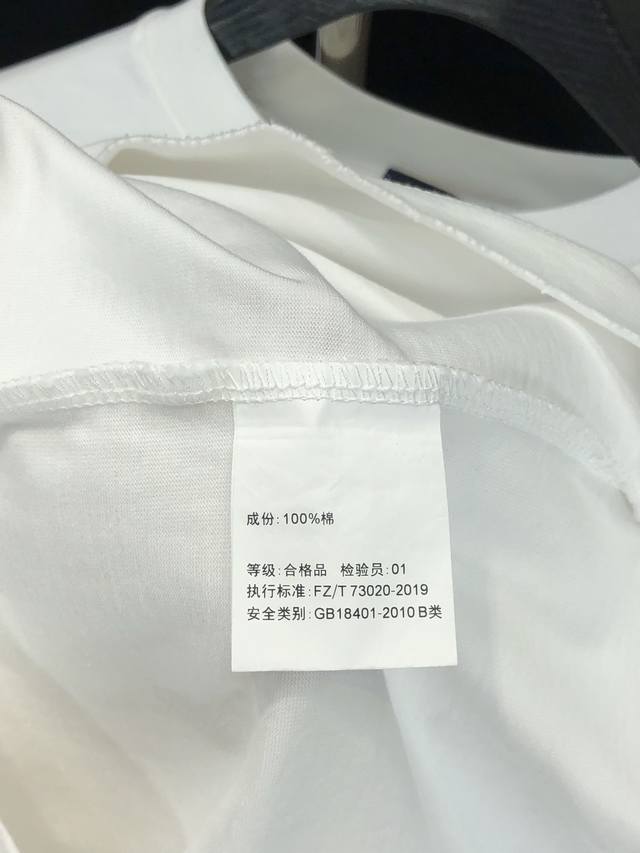 成份:100%棉
等级:合格品 检验员:01
执行标准:FZ/T 73020-2019
安全类别:GB18401-2010 B类